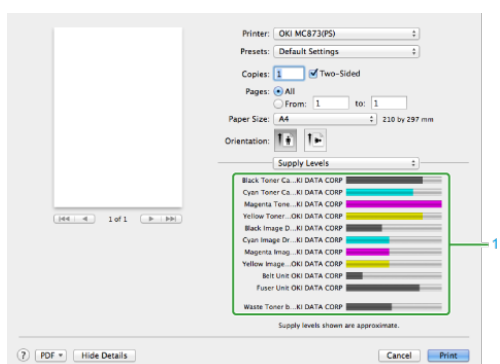 Printer: OKI MC873(PS)
Presets: Default Settings
Copies: 1 Two-Sided
Pages: All
From: 1 to: 1
Paper Size: A4 210 by 297 mm
Orientation:
Supply Levels
Black Toner Ca...KI DATA CORP
Cyan Toner Ca...KI DATA CORP
Magenta Tone...KI DATA CORP
Yellow Toner...OKI DATA CORP
Black Image D...KI DATA CORP
Cyan Image Dr...KI DATA CORP
Magenta Imag...KI DATA CORP
Yellow Image...OKI DATA CORP
Belt Unit OKI DATA CORP
Fuser Unit OKI DATA CORP
Waste Toner b...KI DATA CORP
1
1 of 1
Supply levels shown are approximate.
? PDF Hide Details Cancel Print